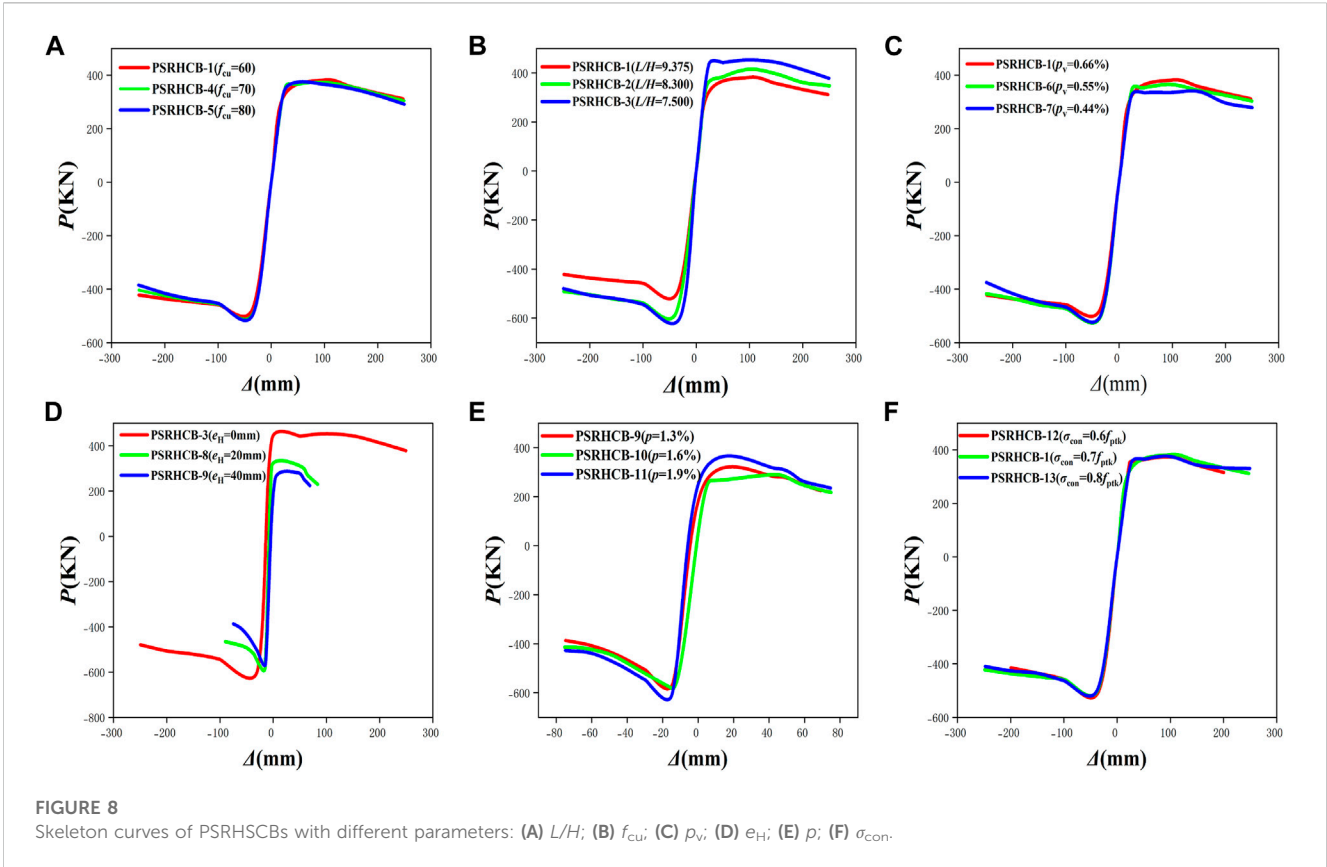 A
PSRHCB-1(fcu=60)
PSRHCB-4(fcu=70)
PSRHCB-5(fcu=80)
400
200
0
-200
-400
-600
-300 -200 -100 0 100 200 300
P(KN)
Δ(mm)
B
PSRHCB-1(L/H=9.375)
PSRHCB-2(L/H=8.300)
PSRHCB-3(L/H=7.500)
400
200
0
-200
-400
-600
-300 -200 -100 0 100 200 300
P(KN)
Δ(mm)
C
PSRHCB-1(pv=0.66%)
PSRHCB-6(pv=0.55%)
PSRHCB-7(pv=0.44%)
400
200
0
-200
-400
-600
-300 -200 -100 0 100 200 300
P(KN)
Δ(mm)
D
PSRHCB-3(eH=0mm)
PSRHCB-8(eH=20mm)
PSRHCB-9(eH=40mm)
400
200
0
-200
-400
-600
-800
-300 -200 -100 0 100 200 300
P(KN)
Δ(mm)
E
PSRHCB-9(p=1.3%)
PSRHCB-10(p=1.6%)
PSRHCB-11(p=1.9%)
400
200
0
-200
-400
-600
-80 -60 -40 -20 0 20 40 60 80
P(KN)
Δ(mm)
F
PSRHCB-12(σcon=0.6fptk)
PSRHCB-1(σcon=0.7fptk)
PSRHCB-13(σcon=0.8fptk)
400
200
0
-200
-400
-600
-300 -200 -100 0 100 200 300
P(KN)
Δ(mm)
FIGURE 8
Skeleton curves of PSRHSCBs with different parameters: (A) L/H; (B) fcu; (C) pv; (D) eH; (E) p; (F) σcon.